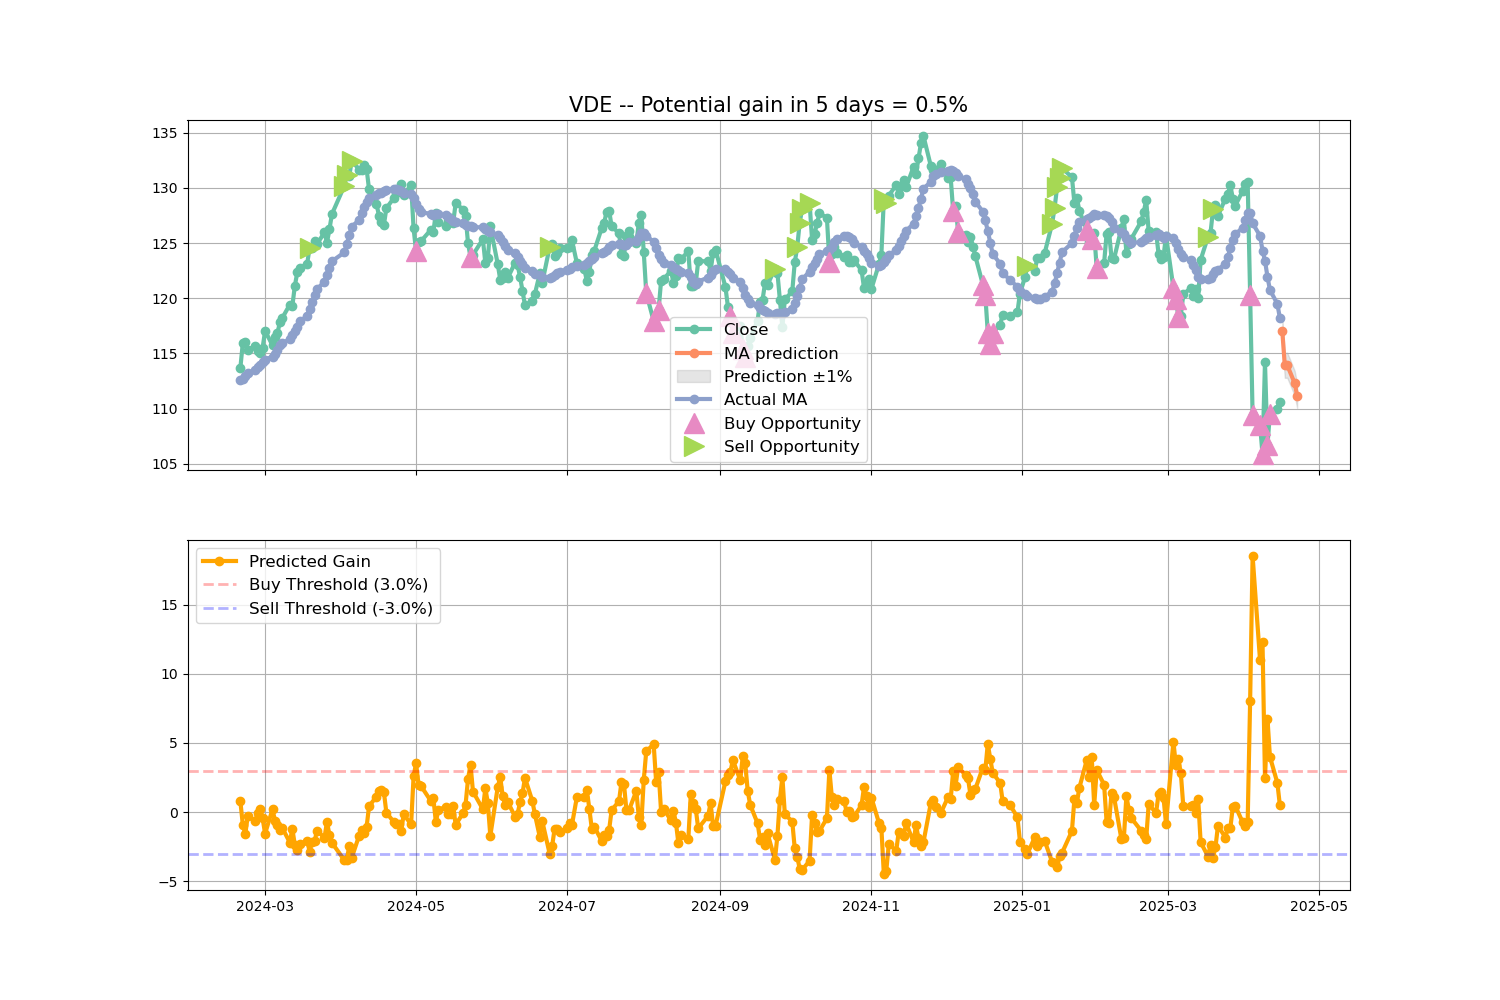 VDE -- Potential gain in 5 days = 0.5%
135
130
125
120
115
110
105
Close
MA prediction
Prediction ±1%
Actual MA
Buy Opportunity
Sell Opportunity
Predicted Gain
Buy Threshold (3.0%)
Sell Threshold (-3.0%)
15
10
5
0
−5
2024-03 2024-05 2024-07 2024-09 2024-11 2025-01 2025-03 2025-05